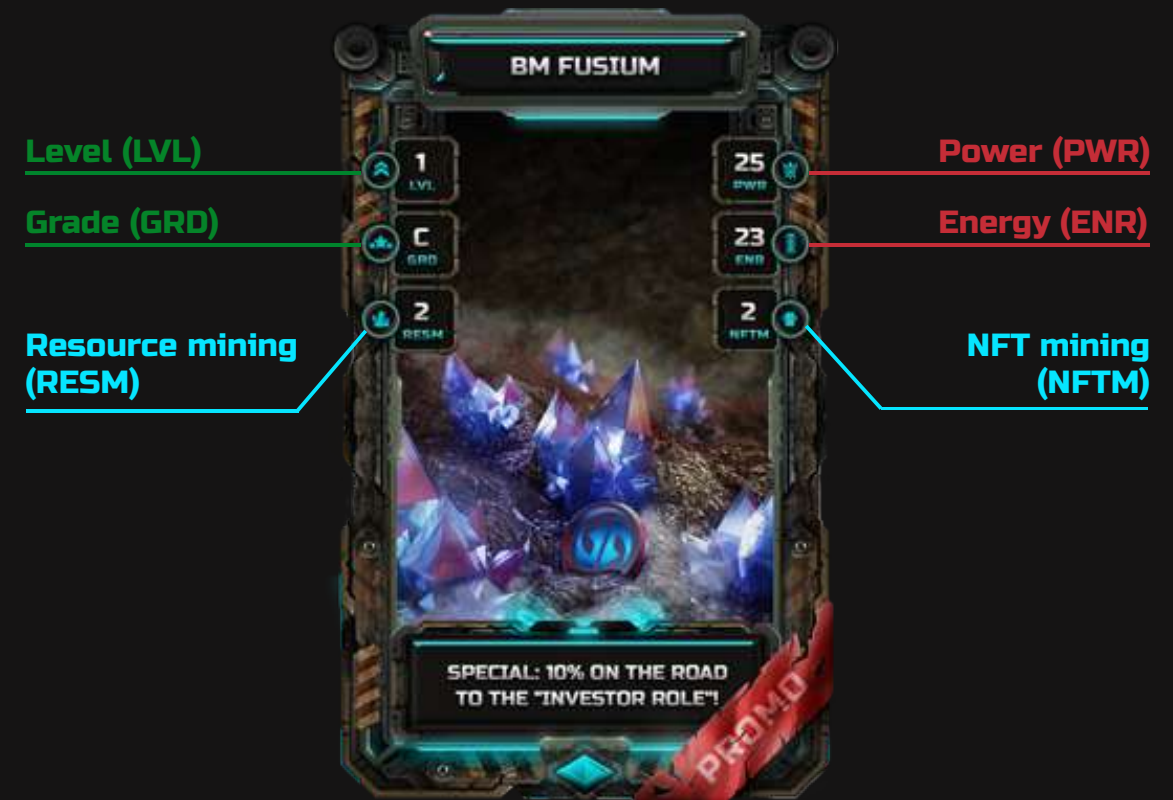 BM FUSIUM
Level (LVL)
1
LVL
25
PWR
Power (PWR)
Grade (GRD)
C
GRD
23
ENR
Energy (ENR)
Resource mining
(RESM)
2
RESM
2
NFTM
NFT mining
(NFTM)
SPECIAL: 10% ON THE ROAD
TO THE "INVESTOR ROLE"!
PROMO